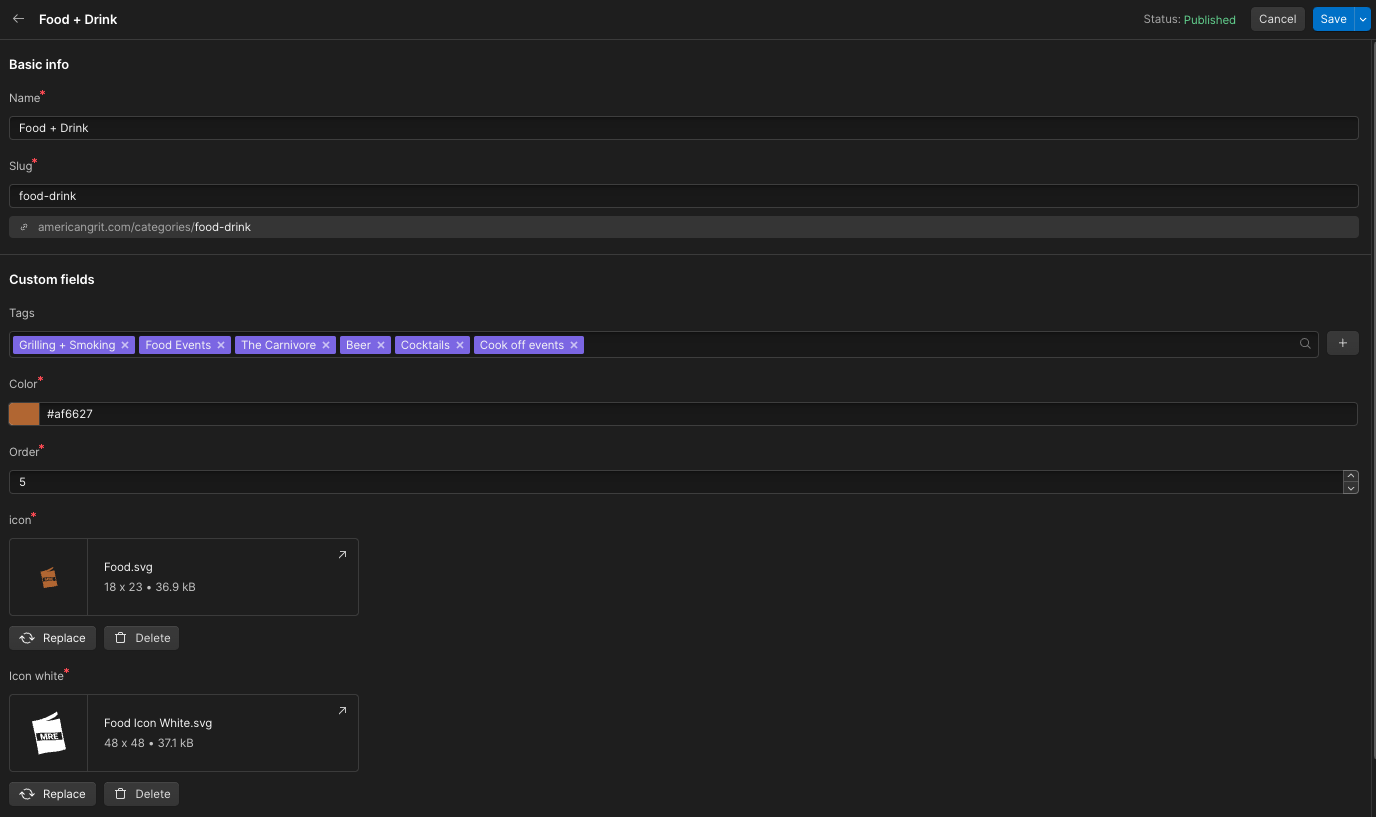 Food + Drink
Status: Published
Cancel
Save
Basic info
Name*
Food + Drink
Slug*
food-drink
americangrit.com/categories/food-drink
Custom fields
Tags
Grilling + Smoking × Food Events × The Carnivore × Beer × Cocktails × Cook off events ×
Color*
#af6627
Order*
5
icon*
Food.svg
18 x 23 • 36.9 kB
Replace Delete
Icon white*
MRE
Food Icon White.svg
48 x 48 • 37.1 kB
Replace Delete